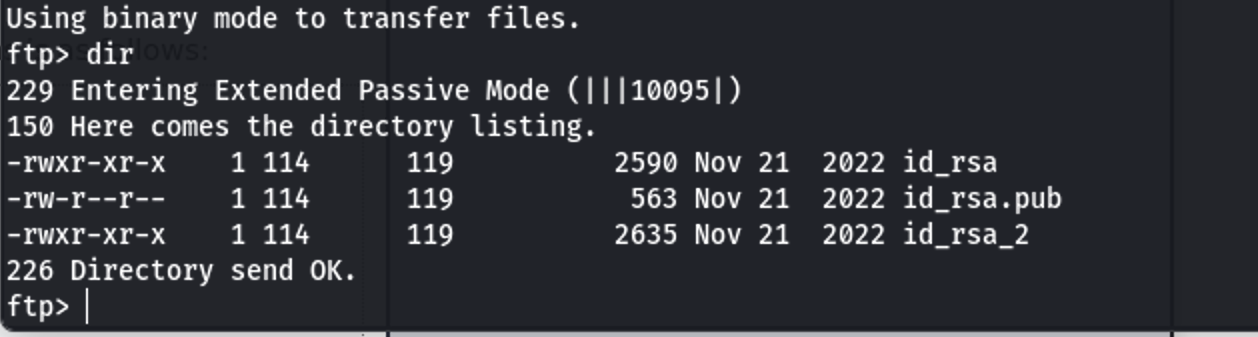 Using binary mode to transfer files.
ftp> dir
229 Entering Extended Passive Mode (|||10095|)
150 Here comes the directory listing.
-rwxr-xr-x    1 114      119          2590 Nov 21  2022 id_rsa
-rw-r--r--    1 114      119           563 Nov 21  2022 id_rsa.pub
-rwxr-xr-x    1 114      119          2635 Nov 21  2022 id_rsa_2
226 Directory send OK.
ftp>